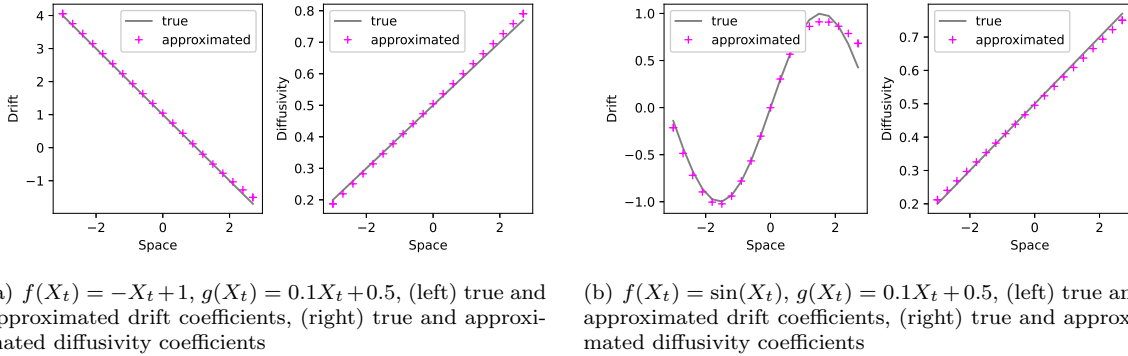 true
approximated
4
3
2
1
0
−1
Drift
−2
0
2
Space
true
approximated
0.8
0.7
0.6
0.5
0.4
0.3
0.2
Diffusivity
−2
0
2
Space
true
approximated
1.0
0.5
0.0
−0.5
−1.0
Drift
−2
0
2
Space
true
approximated
0.7
0.6
0.5
0.4
0.3
0.2
Diffusivity
−2
0
2
Space
) f(X_t) = −X_t+1, g(X_t) = 0.1X_t+0.5, (left) true and
pproximated drift coefficients, (right) true and approxi-
mated diffusivity coefficients
(b) f(X_t) = sin(X_t), g(X_t) = 0.1X_t+0.5, (left) true an
approximated drift coefficients, (right) true and approx
mated diffusivity coefficients